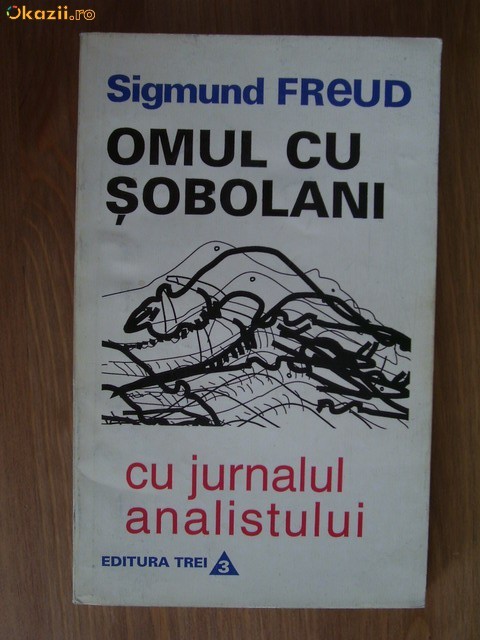 Okazii.ro
Sigmund FReUD
OMUL CU
ȘOBOLANI
cu jurnalul
analistului
EDITURA TREI 3